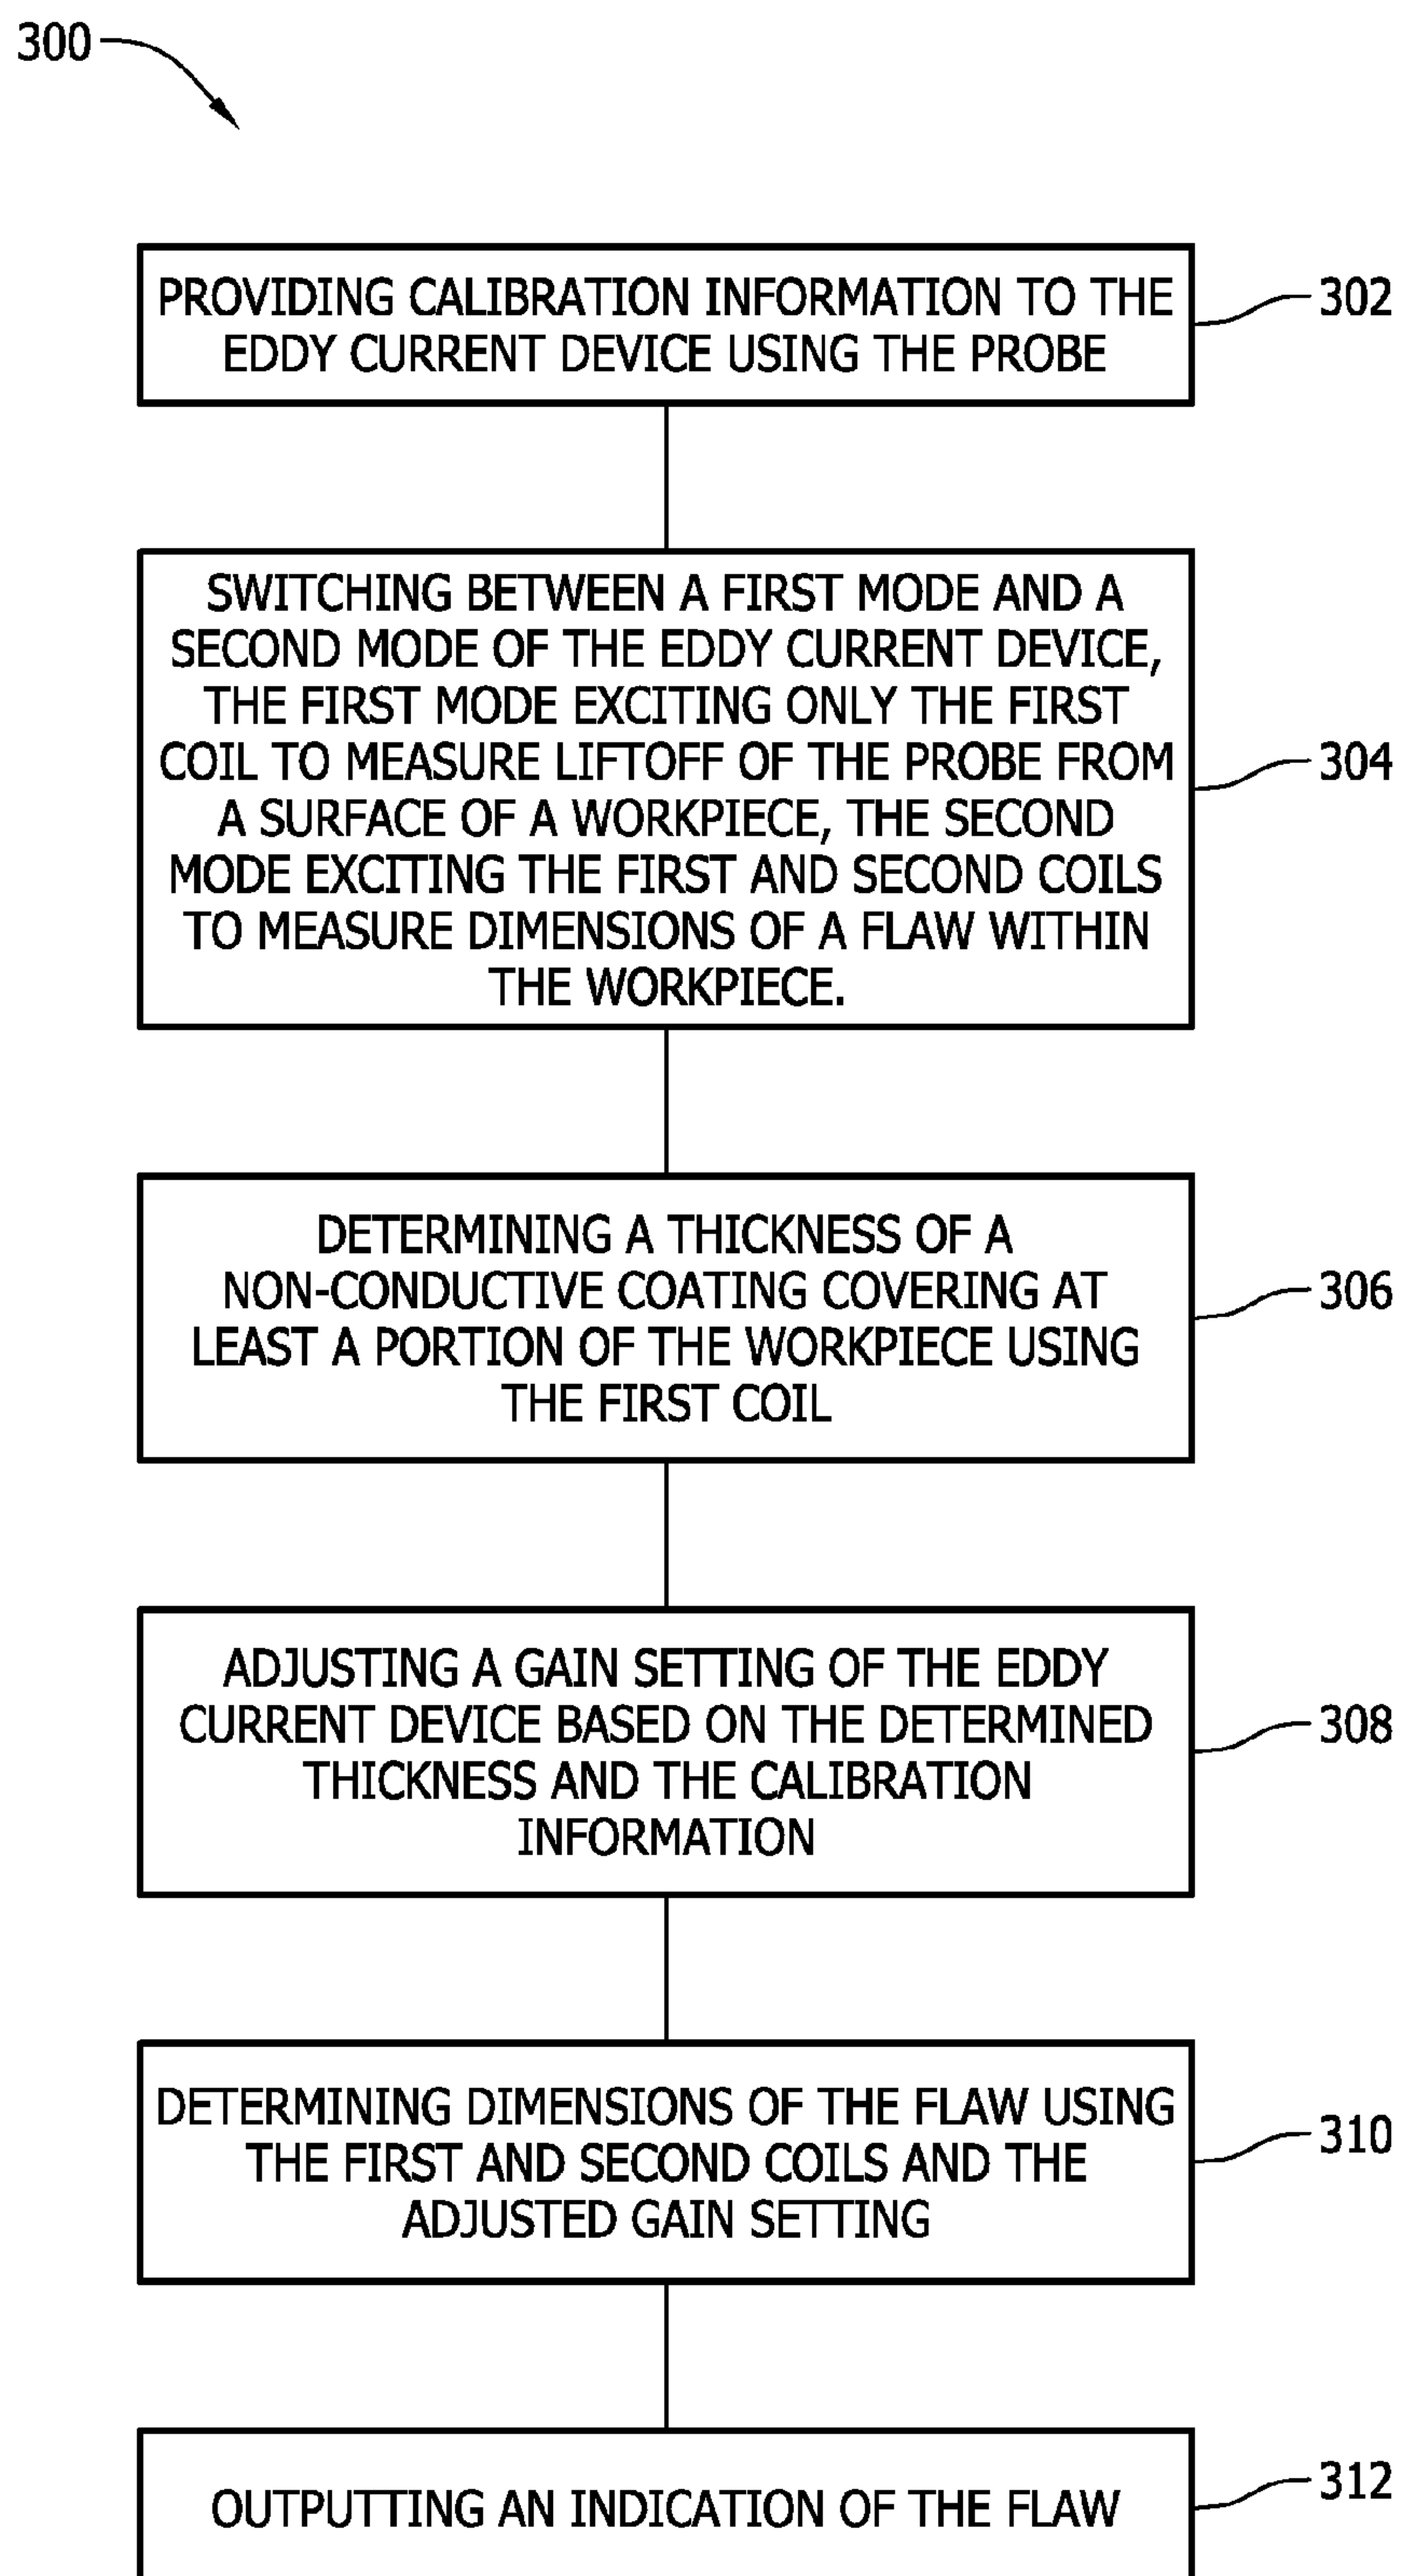 300
PROVIDING CALIBRATION INFORMATION TO THE
EDDY CURRENT DEVICE USING THE PROBE
302
SWITCHING BETWEEN A FIRST MODE AND A
SECOND MODE OF THE EDDY CURRENT DEVICE,
THE FIRST MODE EXCITING ONLY THE FIRST
COIL TO MEASURE LIFTOFF OF THE PROBE FROM
A SURFACE OF A WORKPIECE, THE SECOND
MODE EXCITING THE FIRST AND SECOND COILS
TO MEASURE DIMENSIONS OF A FLAW WITHIN
THE WORKPIECE.
304
DETERMINING A THICKNESS OF A
NON-CONDUCTIVE COATING COVERING AT
LEAST A PORTION OF THE WORKPIECE USING
THE FIRST COIL
306
ADJUSTING A GAIN SETTING OF THE EDDY
CURRENT DEVICE BASED ON THE DETERMINED
THICKNESS AND THE CALIBRATION
INFORMATION
308
DETERMINING DIMENSIONS OF THE FLAW USING
THE FIRST AND SECOND COILS AND THE
ADJUSTED GAIN SETTING
310
OUTPUTTING AN INDICATION OF THE FLAW
312